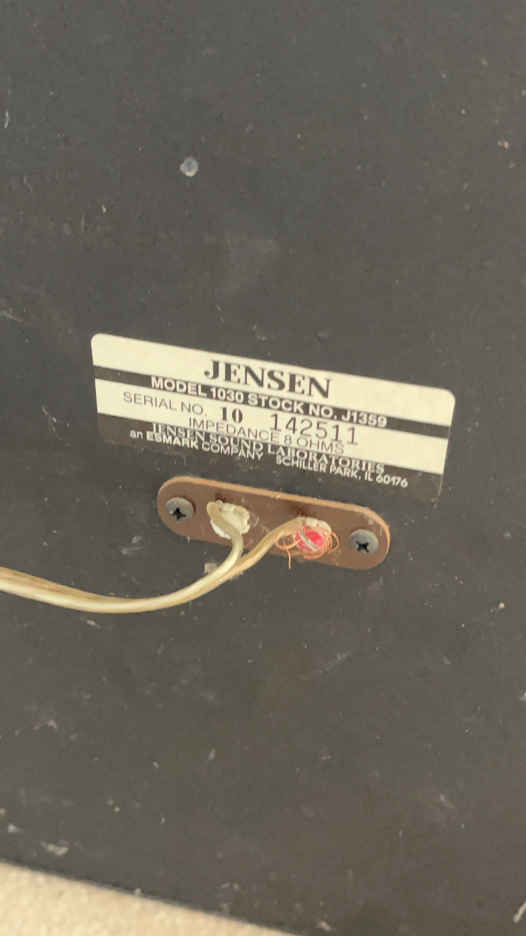 JENSEN
MODEL 1030 STOCK NO. J1359
SERIAL NO. 10 142511
IMPEDANCE 8 OHMS
JENSEN SOUND LABORATORIES
an ESMARK COMPANY SCHILLER PARK, IL 60176